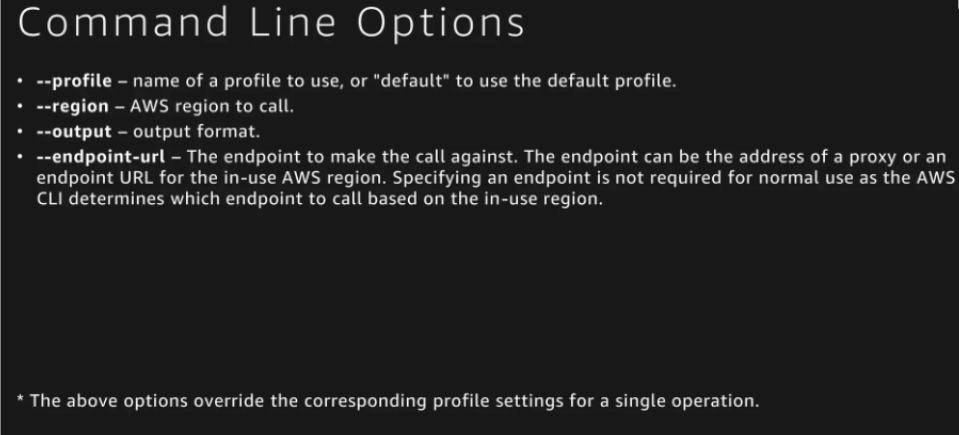 Command Line Options
• --profile – name of a profile to use, or "default" to use the default profile.
• --region – AWS region to call.
• --output – output format.
• --endpoint-url – The endpoint to make the call against. The endpoint can be the address of a proxy or an
endpoint URL for the in-use AWS region. Specifying an endpoint is not required for normal use as the AWS
CLI determines which endpoint to call based on the in-use region.
* The above options override the corresponding profile settings for a single operation.